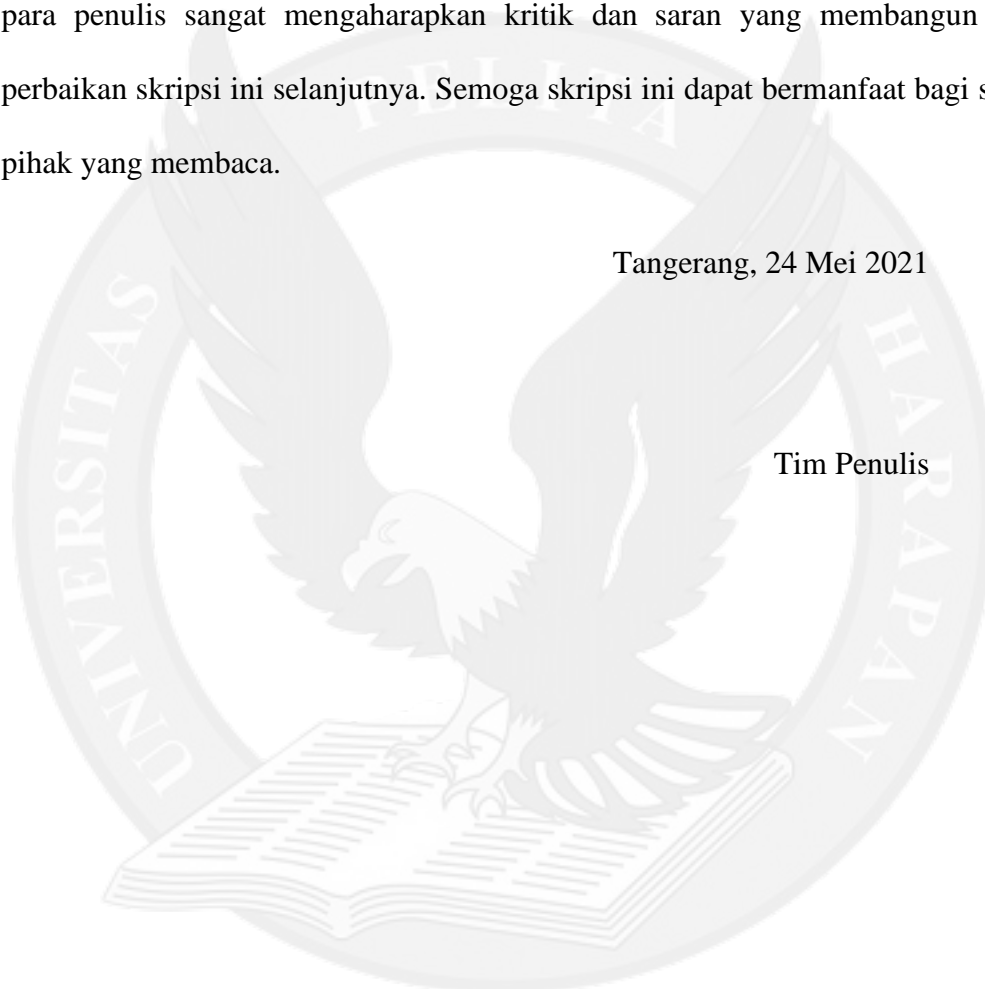 para penulis sangat mengaharapkan kritik dan saran yang membangun
perbaikan skripsi ini selanjutnya. Semoga skripsi ini dapat bermanfaat bagi s
pihak yang membaca.
Tangerang, 24 Mei 2021
Tim Penulis
UNIVERSITAS PELITA HARAPAN